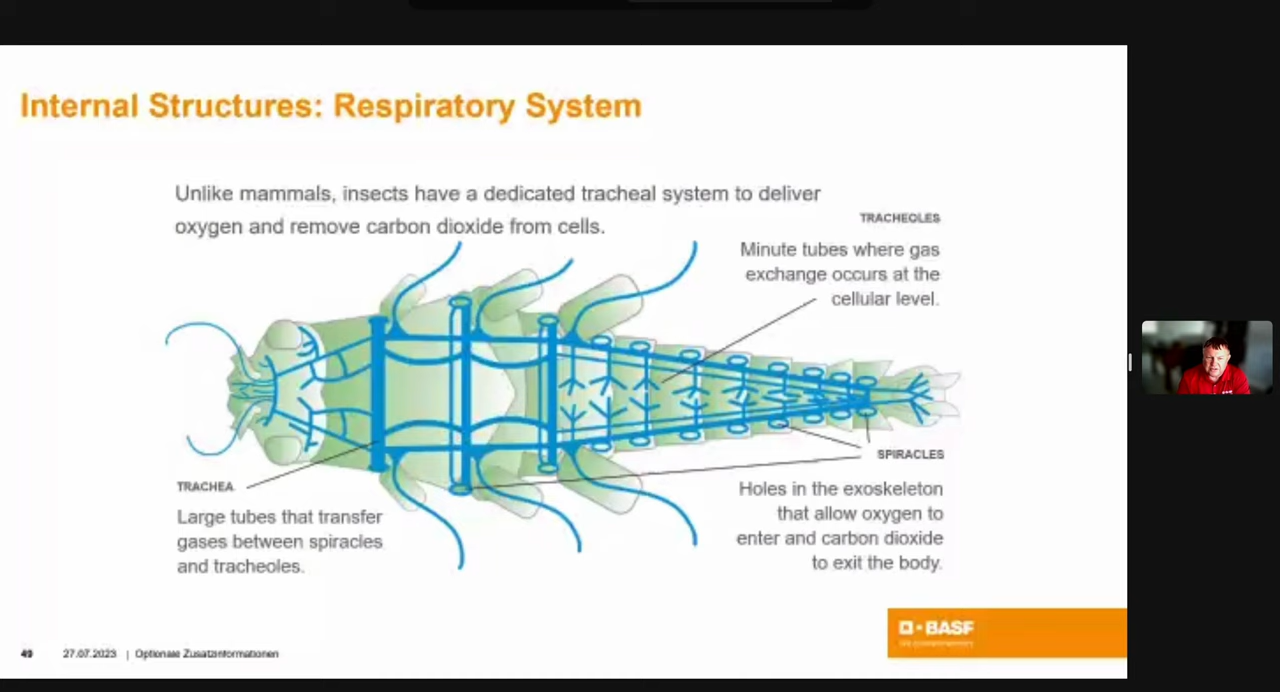 Internal Structures: Respiratory System
Unlike mammals, insects have a dedicated tracheal system to deliver
oxygen and remove carbon dioxide from cells.
TRACHEOLES
Minute tubes where gas
exchange occurs at the
cellular level.
TRACHEA
Large tubes that transfer
gases between spiracles
and tracheoles.
SPIRACLES
Holes in the exoskeleton
that allow oxygen to
enter and carbon dioxide
to exit the body.
BASF
49 27.07.2023 | Optionale Zusatzinformationen